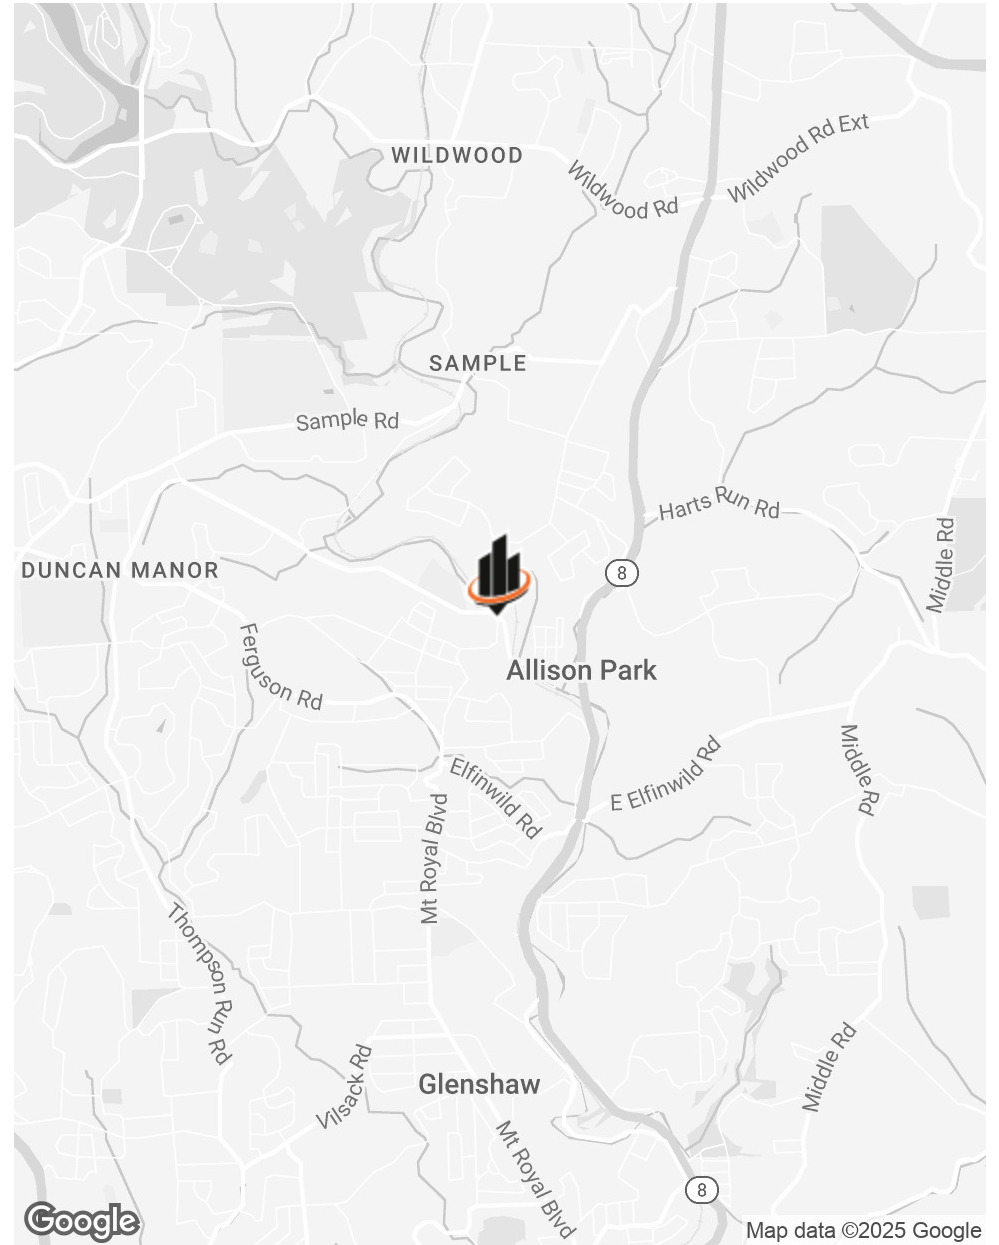 Wildwood Rd Ext
WILDWOOD
Wildwood Rd
SAMPLE
Sample Rd
Harts Run Rd
Middle Rd
DUNCAN MANOR
8
Ferguson Rd
Allison Park
Middle Rd
E Elfinwild Rd
Elfinwild Rd
Mt Royal Blvd
Thompson Run Rd
Vilsack Rd
Middle Rd
Glenshaw
Mt Royal Blvd
8
Google
Map data ©2025 Google